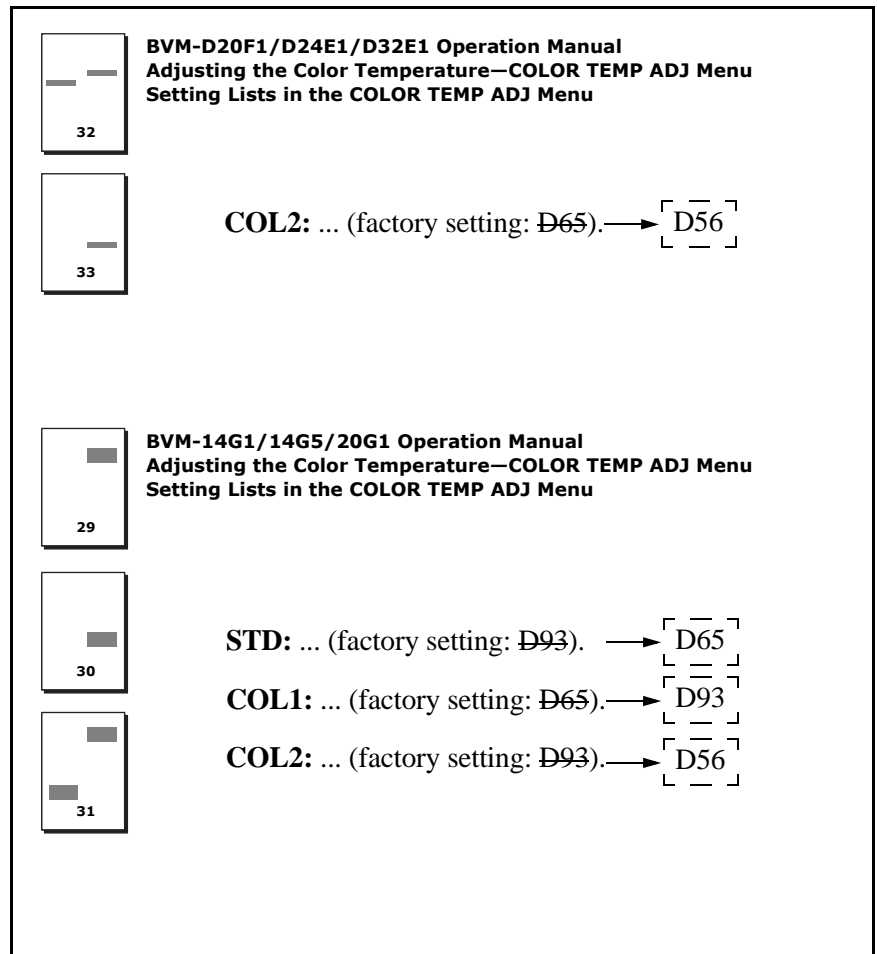 BVM-D20F1/D24E1/D32E1 Operation Manual
Adjusting the Color Temperature—COLOR TEMP ADJ Menu
Setting Lists in the COLOR TEMP ADJ Menu
32
COL2: ... (factory setting: D65). D56
33
BVM-14G1/14G5/20G1 Operation Manual
Adjusting the Color Temperature—COLOR TEMP ADJ Menu
Setting Lists in the COLOR TEMP ADJ Menu
29
STD: ... (factory setting: D93). D65
30
COL1: ... (factory setting: D65). D93
COL2: ... (factory setting: D93). D56
31